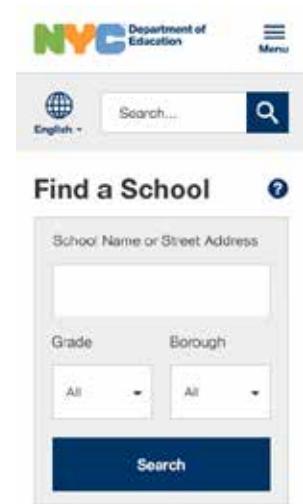 NYC Department of
Education
Menu
English
Search...
Find a School
?
School Name or Street Address
Grade Borough
All All
Search